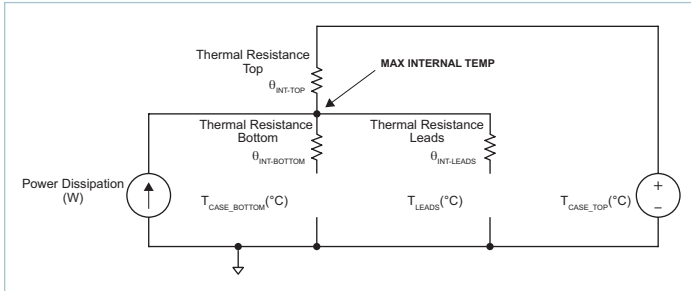 Thermal Resistance
Top
θINT-TOP
MAX INTERNAL TEMP
Thermal Resistance
Bottom
θINT-BOTTOM
Thermal Resistance
Leads
θINT-LEADS
Power Dissipation
(W)
TCASE_BOTTOM(°C)
TLEADS(°C)
TCASE_TOP(°C)
+
–